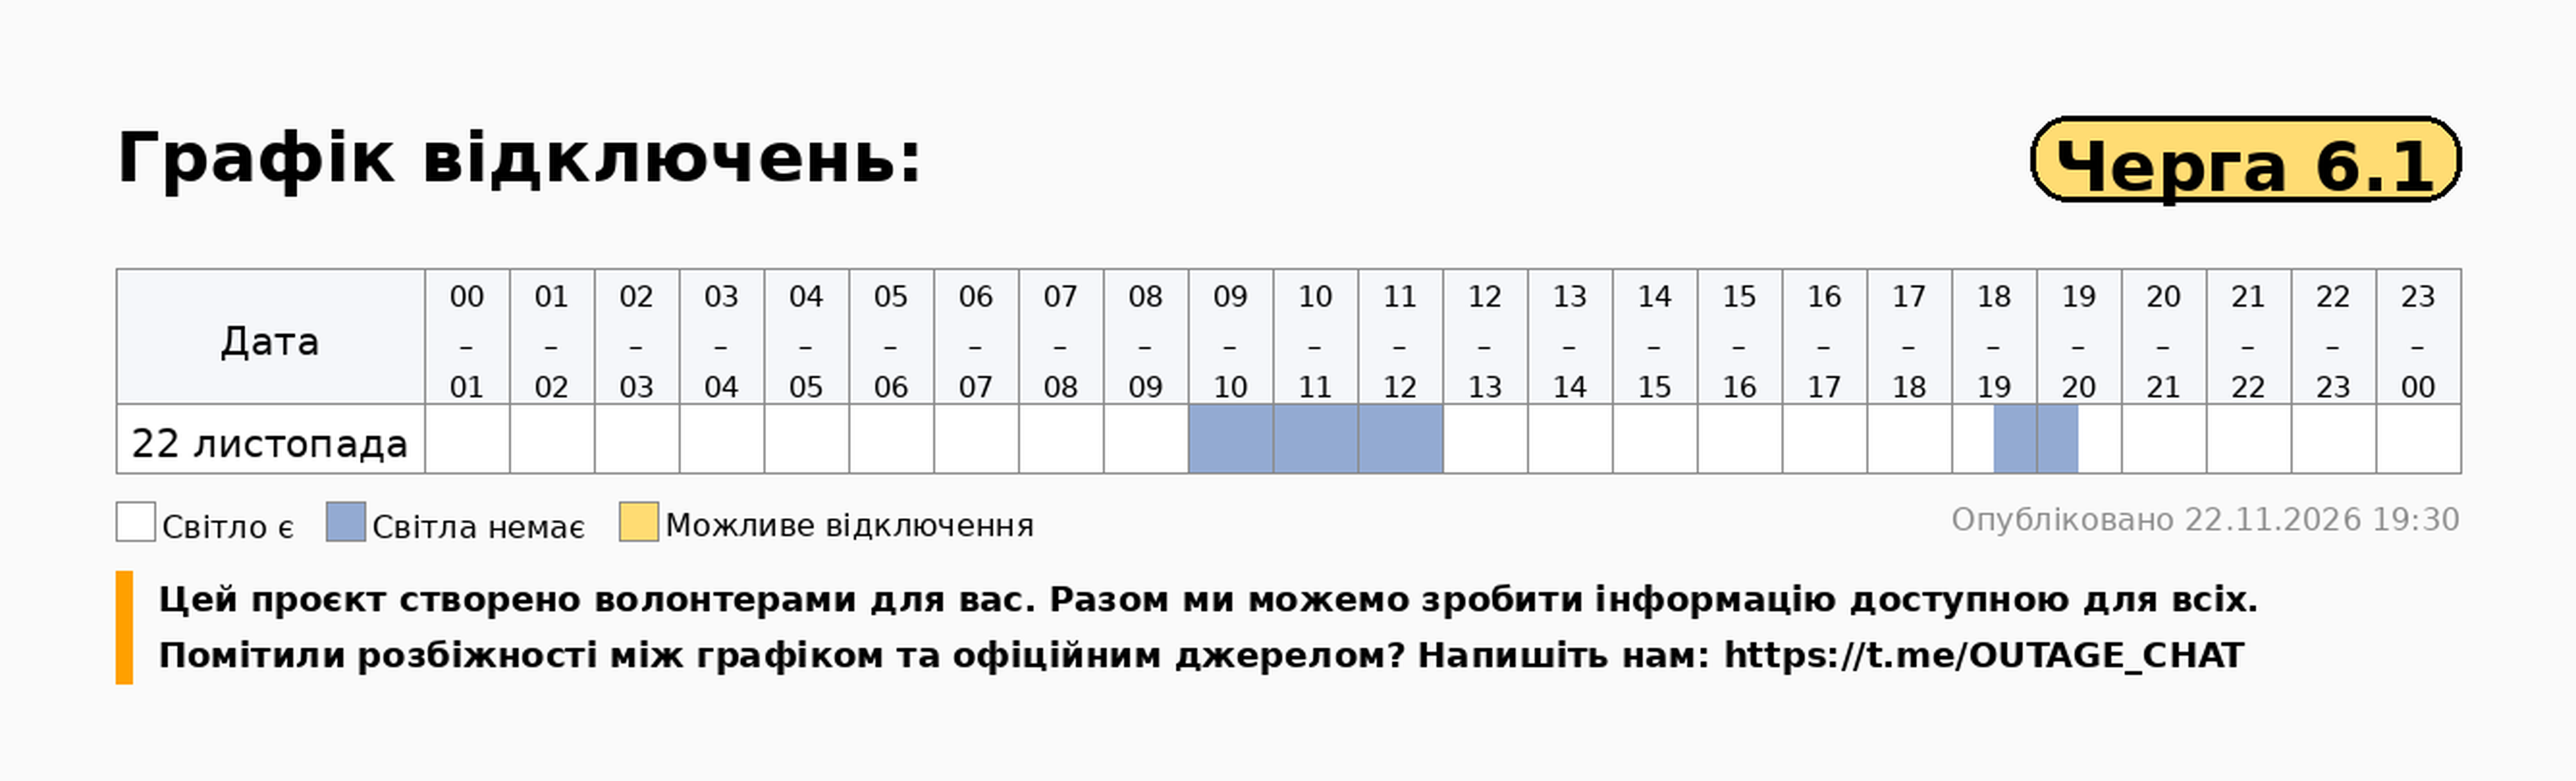 Графік відключень:
Черга 6.1
Дата 00 – 01 01 – 02 02 – 03 03 – 04 04 – 05 05 – 06 06 – 07 07 – 08 08 – 09 09 – 10 10 – 11 11 – 12 12 – 13 13 – 14 14 – 15 15 – 16 16 – 17 17 – 18 18 – 19 19 – 20 20 – 21 21 – 22 22 – 23 23 – 00
22 листопада
Світло є Світла немає Можливе відключення
Опубліковано 22.11.2026 19:30
Цей проєкт створено волонтерами для вас. Разом ми можемо зробити інформацію доступною для всіх.
Помітили розбіжності між графіком та офіційним джерелом? Напишіть нам: https://t.me/OUTAGE_CHAT